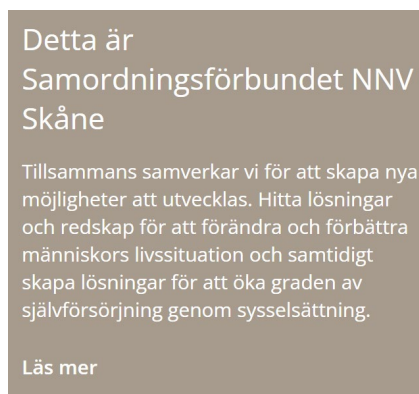 Detta är
Samordningsförbundet NNV
Skåne
Tillsammans samverkar vi för att skapa nya
möjligheter att utvecklas. Hitta lösningar
och redskap för att förändra och förbättra
människors livssituation och samtidigt
skapa lösningar för att öka graden av
självförsörjning genom sysselsättning.
Läs mer